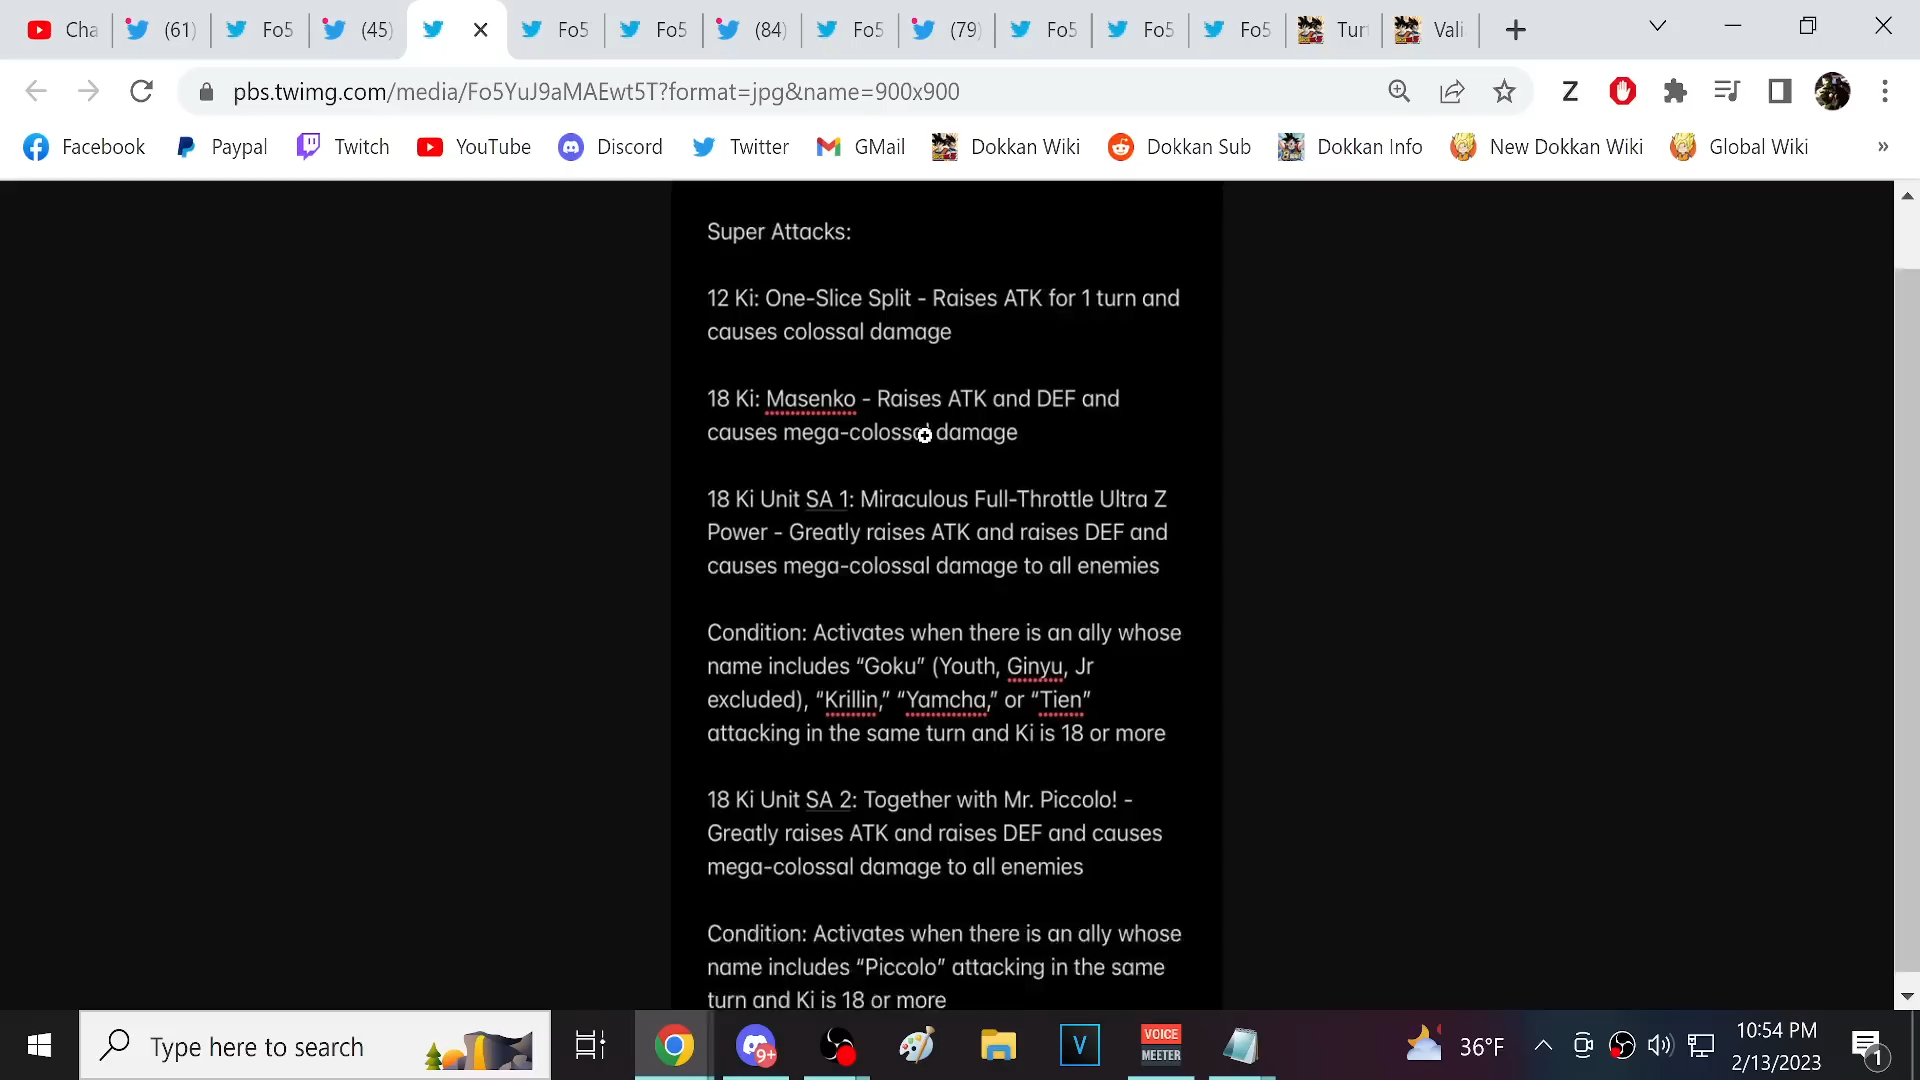 Cha
(61)
Fo5
(45)
Fo5
Fo5
(84)
Fo5
(79)
Fo5
Fo5
Fo5
Tur
Vali
pbs.twimg.com/media/Fo5YuJ9aMAEwt5T?format=jpg&name=900x900
Z
Facebook
Paypal
Twitch
YouTube
Discord
Twitter
GMail
Dokkan Wiki
Dokkan Sub
Dokkan Info
New Dokkan Wiki
Global Wiki
»
Super Attacks:
12 Ki: One-Slice Split - Raises ATK for 1 turn and
causes colossal damage
18 Ki: Masenko - Raises ATK and DEF and
causes mega-colossal damage
18 Ki Unit SA 1: Miraculous Full-Throttle Ultra Z
Power - Greatly raises ATK and raises DEF and
causes mega-colossal damage to all enemies
Condition: Activates when there is an ally whose
name includes “Goku” (Youth, Ginyu, Jr
excluded), “Krillin,” “Yamcha,” or “Tien”
attacking in the same turn and Ki is 18 or more
18 Ki Unit SA 2: Together with Mr. Piccolo! -
Greatly raises ATK and raises DEF and causes
mega-colossal damage to all enemies
Condition: Activates when there is an ally whose
name includes “Piccolo” attacking in the same
turn and Ki is 18 or more
Type here to search
9+
V
VOICE
MEETER
36°F
10:54 PM
2/13/2023
1